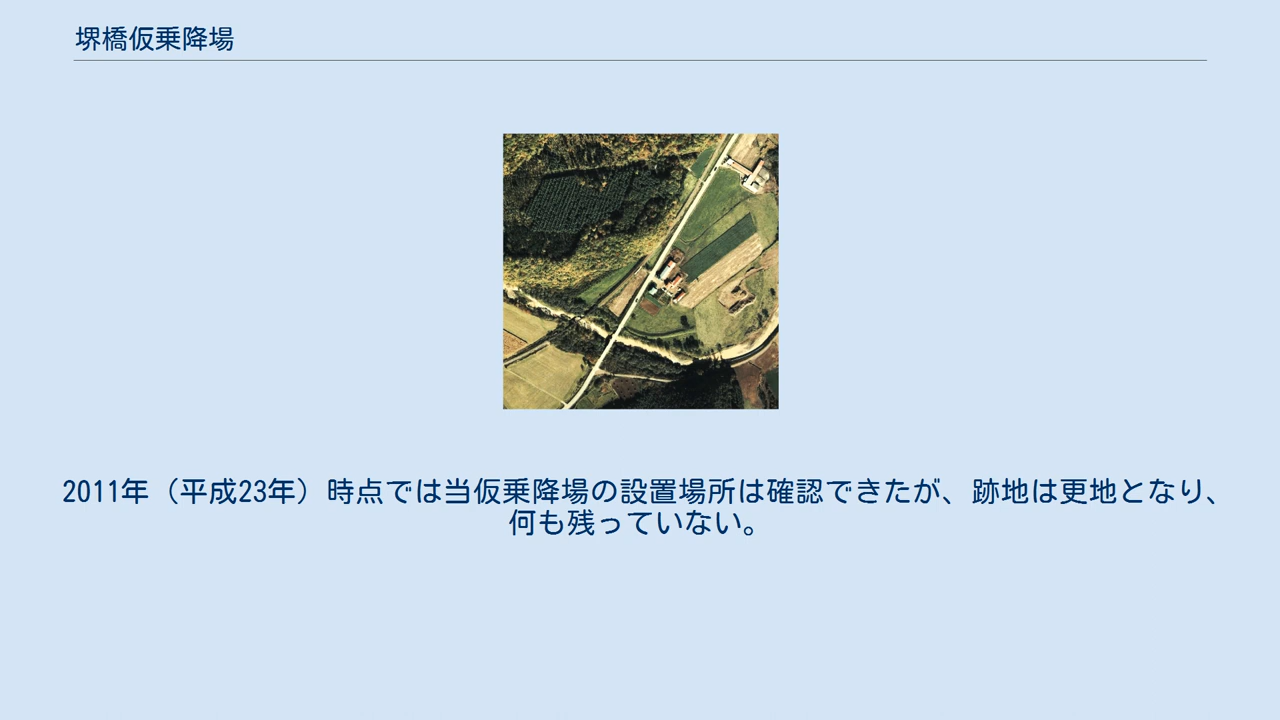 堺橋仮乗降場
2011年（平成23年）時点では当仮乗降場の設置場所は確認できたが、跡地は更地となり、
何も残っていない。